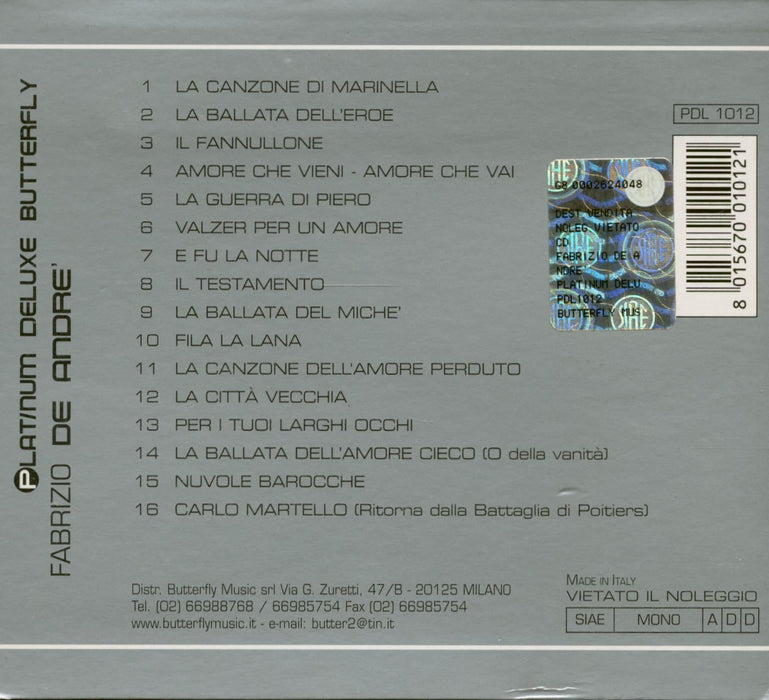 PLATINUM DELUXE BUTTERFLY
FABRIZIO DE ANDRE'
1 LA CANZONE DI MARINELLA
2 LA BALLATA DELL'EROE
3 IL FANNULLONE
4 AMORE CHE VIENI - AMORE CHE VAI
5 LA GUERRA DI PIERO
6 VALZER PER UN AMORE
7 E FU LA NOTTE
8 IL TESTAMENTO
9 LA BALLATA DEL MICHE'
10 FILA LA LANA
11 LA CANZONE DELL'AMORE PERDUTO
12 LA CITTÀ VECCHIA
13 PER I TUOI LARGHI OCCHI
14 LA BALLATA DELL'AMORE CIECO (O della vanità)
15 NUVOLE BAROCCHE
16 CARLO MARTELLO (Ritorna dalla Battaglia di Poitiers)
PDL 1012
8 015670 010121
G8 0002624048
DEST VENDITA
NOLEG VIETATO
CD
FABRIZIO DE A
NDRE'
PLATINUM DELU
PDL1012
BUTTERFLY MUS
SIAE
Distr. Butterfly Music srl Via G. Zuretti, 47/B - 20125 MILANO
Tel. (02) 66988768 / 66985754 Fax (02) 66985754
www.butterflymusic.it - e-mail: butter2@tin.it
MADE IN ITALY
VIETATO IL NOLEGGIO
SIAE MONO A D D